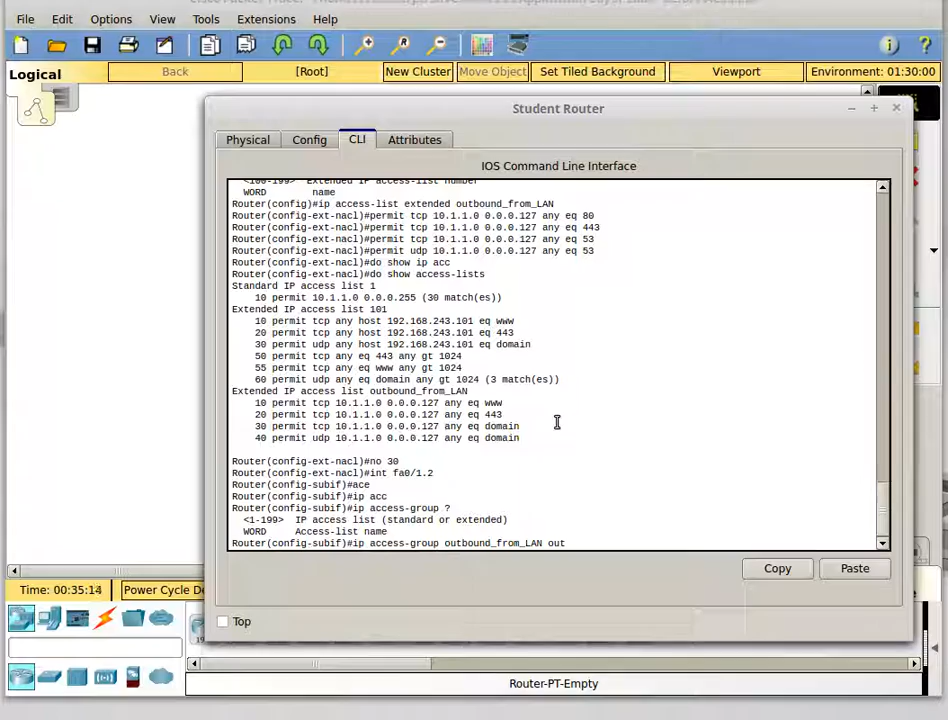 File Edit Options View Tools Extensions Help
Logical
Back
[Root]
New Cluster
Move Object
Set Tiled Background
Viewport
Environment: 01:30:00
Student Router
Physical Config CLI Attributes
IOS Command Line Interface
<100-199> Extended IP access-list number
WORD name
Router(config)#ip access-list extended outbound_from_LAN
Router(config-ext-nacl)#permit tcp 10.1.1.0 0.0.0.127 any eq 80
Router(config-ext-nacl)#permit tcp 10.1.1.0 0.0.0.127 any eq 443
Router(config-ext-nacl)#permit tcp 10.1.1.0 0.0.0.127 any eq 53
Router(config-ext-nacl)#permit udp 10.1.1.0 0.0.0.127 any eq 53
Router(config-ext-nacl)#do show ip acc
Router(config-ext-nacl)#do show access-lists
Standard IP access list 1
10 permit 10.1.1.0 0.0.0.255 (30 match(es))
Extended IP access list 101
10 permit tcp any host 192.168.243.101 eq www
20 permit tcp any host 192.168.243.101 eq 443
30 permit udp any host 192.168.243.101 eq domain
50 permit tcp any eq 443 any gt 1024
55 permit tcp any eq www any gt 1024
60 permit udp any eq domain any gt 1024 (3 match(es))
Extended IP access list outbound_from_LAN
10 permit tcp 10.1.1.0 0.0.0.127 any eq www
20 permit tcp 10.1.1.0 0.0.0.127 any eq 443
30 permit tcp 10.1.1.0 0.0.0.127 any eq domain
40 permit udp 10.1.1.0 0.0.0.127 any eq domain
Router(config-ext-nacl)#no 30
Router(config-ext-nacl)#int fa0/1.2
Router(config-subif)#ace
Router(config-subif)#ip acc
Router(config-subif)#ip access-group ?
<1-199> IP access list (standard or extended)
WORD Access-list name
Router(config-subif)#ip access-group outbound_from_LAN out
Copy
Paste
Time: 00:35:14
Power Cycle De
Top
Router-PT-Empty